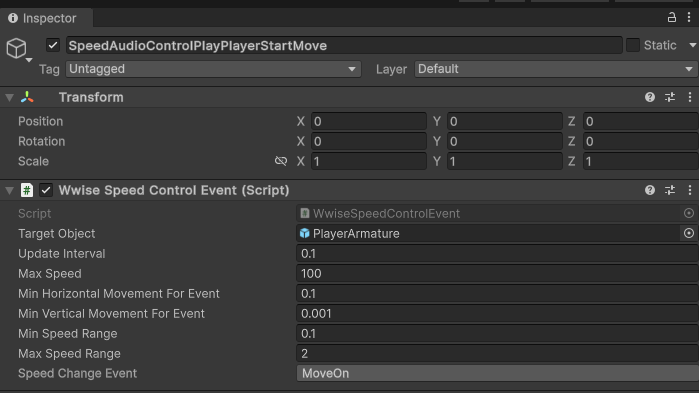 Inspector
SpeedAudioControlPlayPlayerStartMove Static
Tag Untagged Layer Default
Transform
Position X 0 Y 0 Z 0
Rotation X 0 Y 0 Z 0
Scale X 1 Y 1 Z 1
# Wwise Speed Control Event (Script)
Script # WwiseSpeedControlEvent
Target Object PlayerArmature
Update Interval 0.1
Max Speed 100
Min Horizontal Movement For Event 0.1
Min Vertical Movement For Event 0.001
Min Speed Range 0.1
Max Speed Range 2
Speed Change Event MoveOn